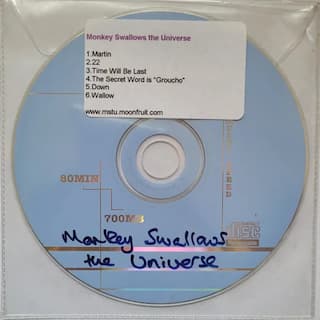 Monkey Swallows the Universe
1.Martin
2.22
3.Time Will Be Last
4.The Secret Word is "Groucho"
5.Down
6.Wallow
www.mstu.moonfruit.com
80MIN
700MB
DISC
Monkey Swallows
the Universe